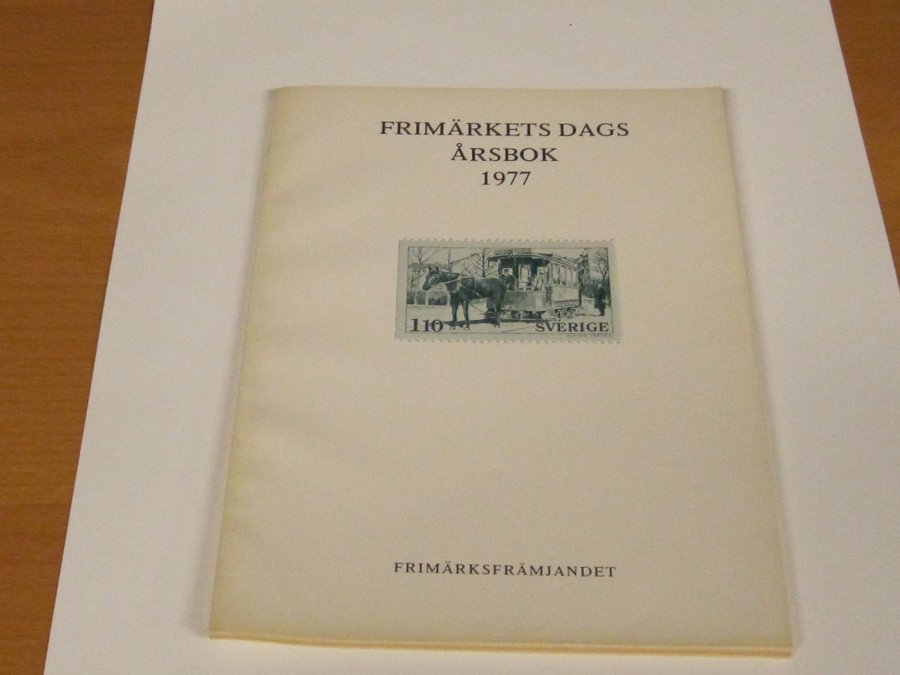 FRIMÄRKETS DAGS
ÅRSBOK
1977
110 SVERIGE
FRIMÄRKSFRÄMJANDET